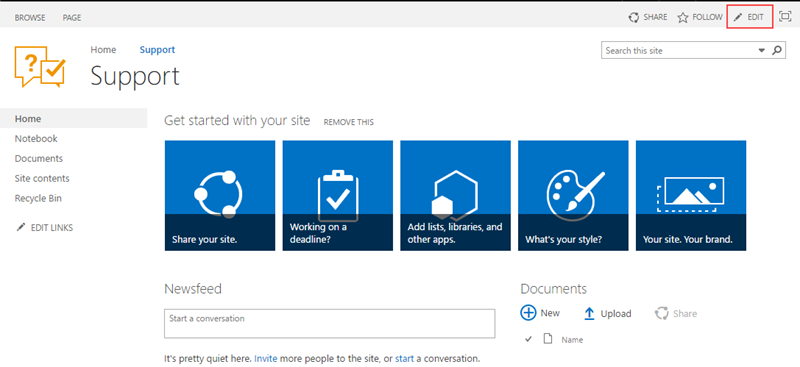 BROWSE PAGE SHARE FOLLOW EDIT
Home Support
Search this site
Support
Home
Notebook
Documents
Site contents
Recycle Bin
EDIT LINKS
Get started with your site REMOVE THIS
Share your site.
Working on a
deadline?
Add lists, libraries, and
other apps.
What's your style?
Your site. Your brand.
Newsfeed
Start a conversation
It's pretty quiet here. Invite more people to the site, or start a conversation.
Documents
New Upload Share
Name